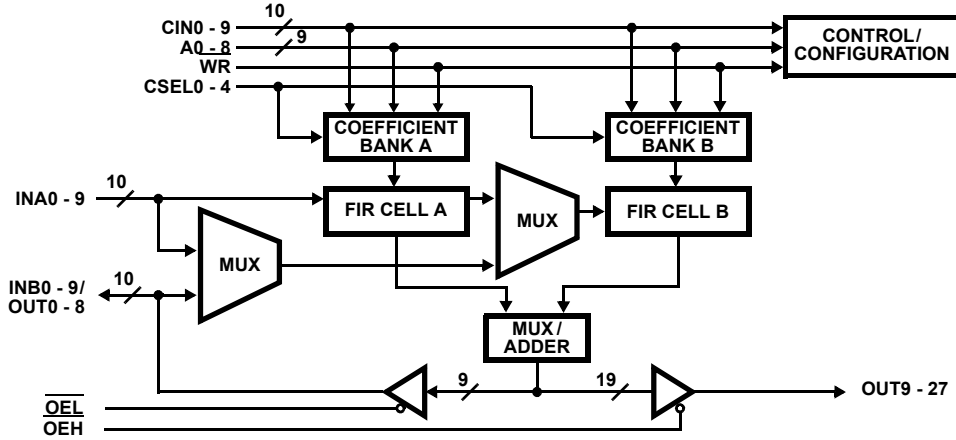 CIN0 - 9
10
A0 - 8
9
WR
CSEL0 - 4
CONTROL/
CONFIGURATION
COEFFICIENT
BANK A
COEFFICIENT
BANK B
INA0 - 9
10
FIR CELL A
MUX
FIR CELL B
MUX
INB0 - 9/
OUT0 - 8
10
MUX /
ADDER
9
19
OUT9 - 27
OEL
OEH